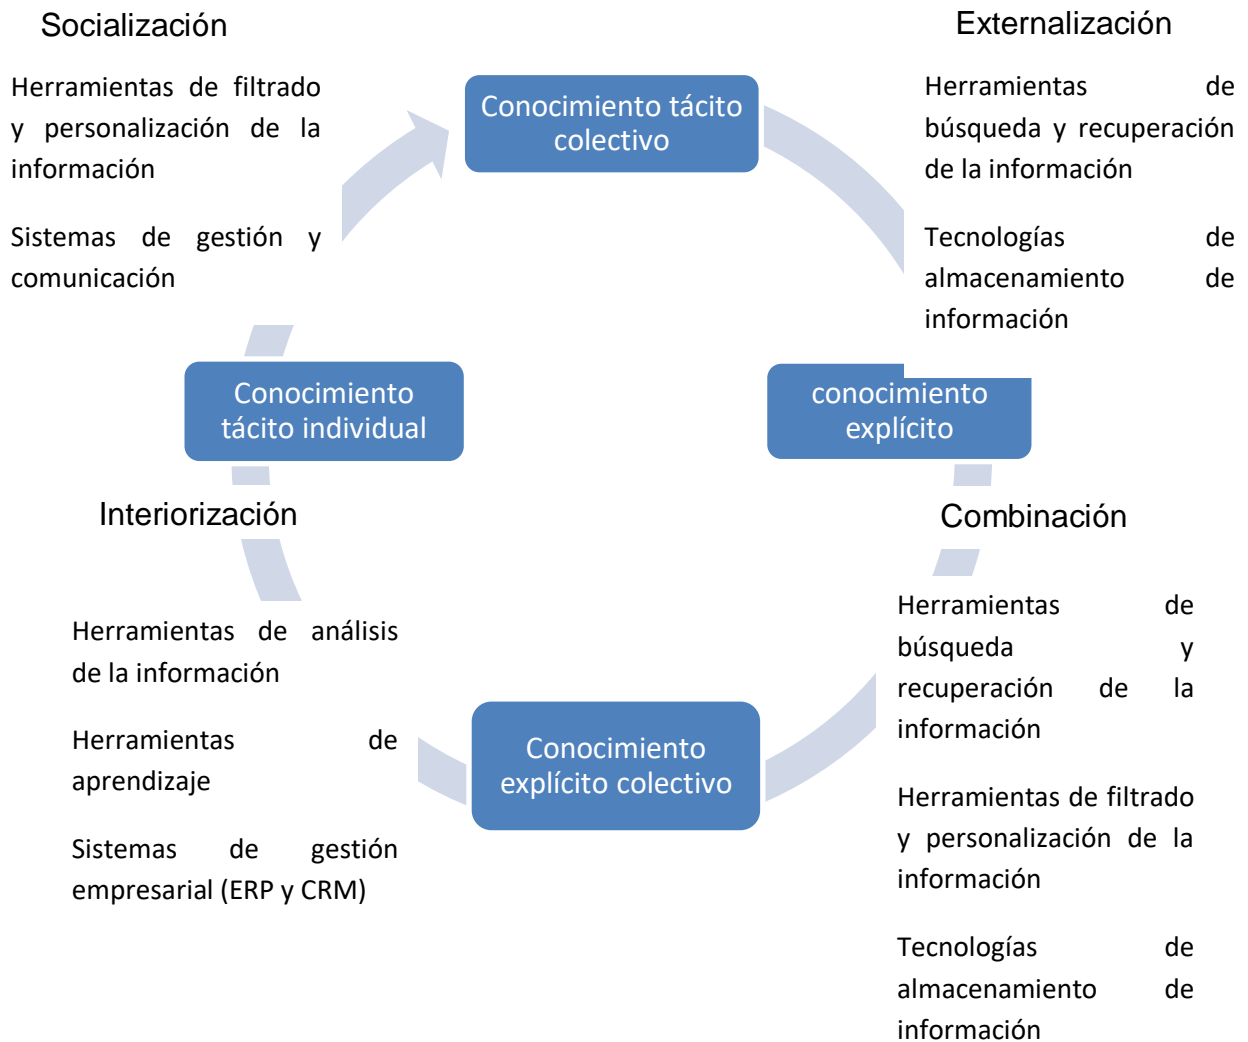 Socialización
Herramientas de filtrado
y personalización de la
información
Sistemas de gestión y
comunicación
Conocimiento tácito
colectivo
Externalización
Herramientas de
búsqueda y recuperación
de la información
Tecnologías de
almacenamiento de
información
Conocimiento
tácito individual
conocimiento
explícito
Interiorización
Herramientas de análisis
de la información
Herramientas de
aprendizaje
Sistemas de gestión
empresarial (ERP y CRM)
Conocimiento
explícito colectivo
Combinación
Herramientas de
búsqueda y
recuperación de la
información
Herramientas de filtrado
y personalización de la
información
Tecnologías de
almacenamiento de
información